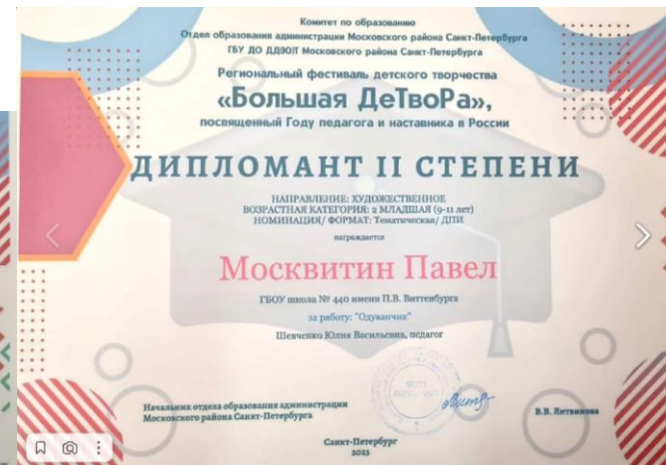 Комитет по образованию
Отдел образования администрации Московского района Санкт-Петербурга
ГБУ ДО ДДЮТ Московского района Санкт-Петербурга
Региональный фестиваль детского творчества
«Большая ДеТвоРа»,
посвященный Году педагога и наставника в России
ДИПЛОМАНТ II СТЕПЕНИ
НАПРАВЛЕНИЕ: ХУДОЖЕСТВЕННОЕ
ВОЗРАСТНАЯ КАТЕГОРИЯ: 2 МЛАДШАЯ (9-11 лет)
НОМИНАЦИЯ/ ФОРМАТ: Тематическая/ ДПИ
награждается
Москвитин Павел
ГБОУ школа № 440 имени П.В. Виттенбурга
за работу: "Одуванчик"
Шевченко Юлия Васильевна, педагог
Начальник отдела образования администрации
Московского района Санкт-Петербурга
В.В. Литвинова
Санкт-Петербург
2023